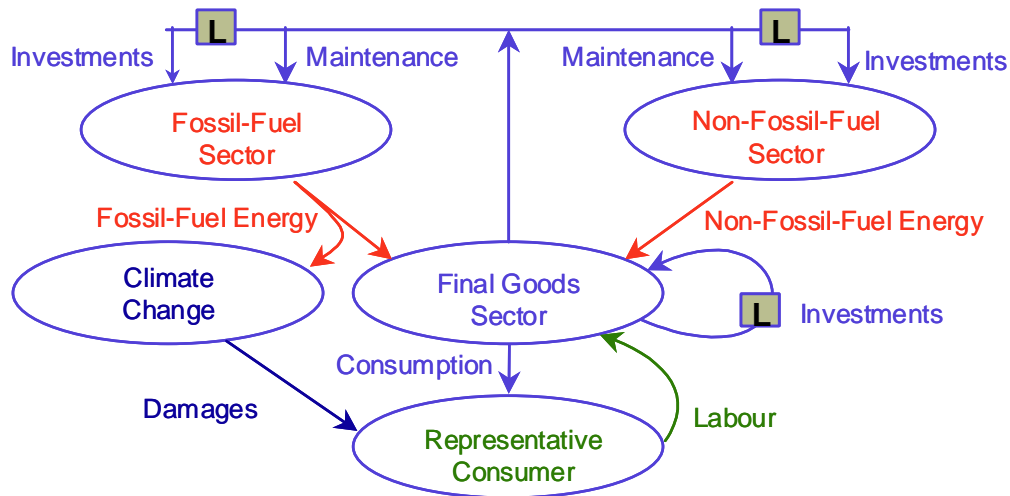 L
L
Investments
Maintenance
Maintenance
Investments
Fossil-Fuel
Sector
Non-Fossil-Fuel
Sector
Fossil-Fuel Energy
Non-Fossil-Fuel Energy
Climate
Change
Final Goods
Sector
L
Investments
Consumption
Damages
Labour
Representative
Consumer